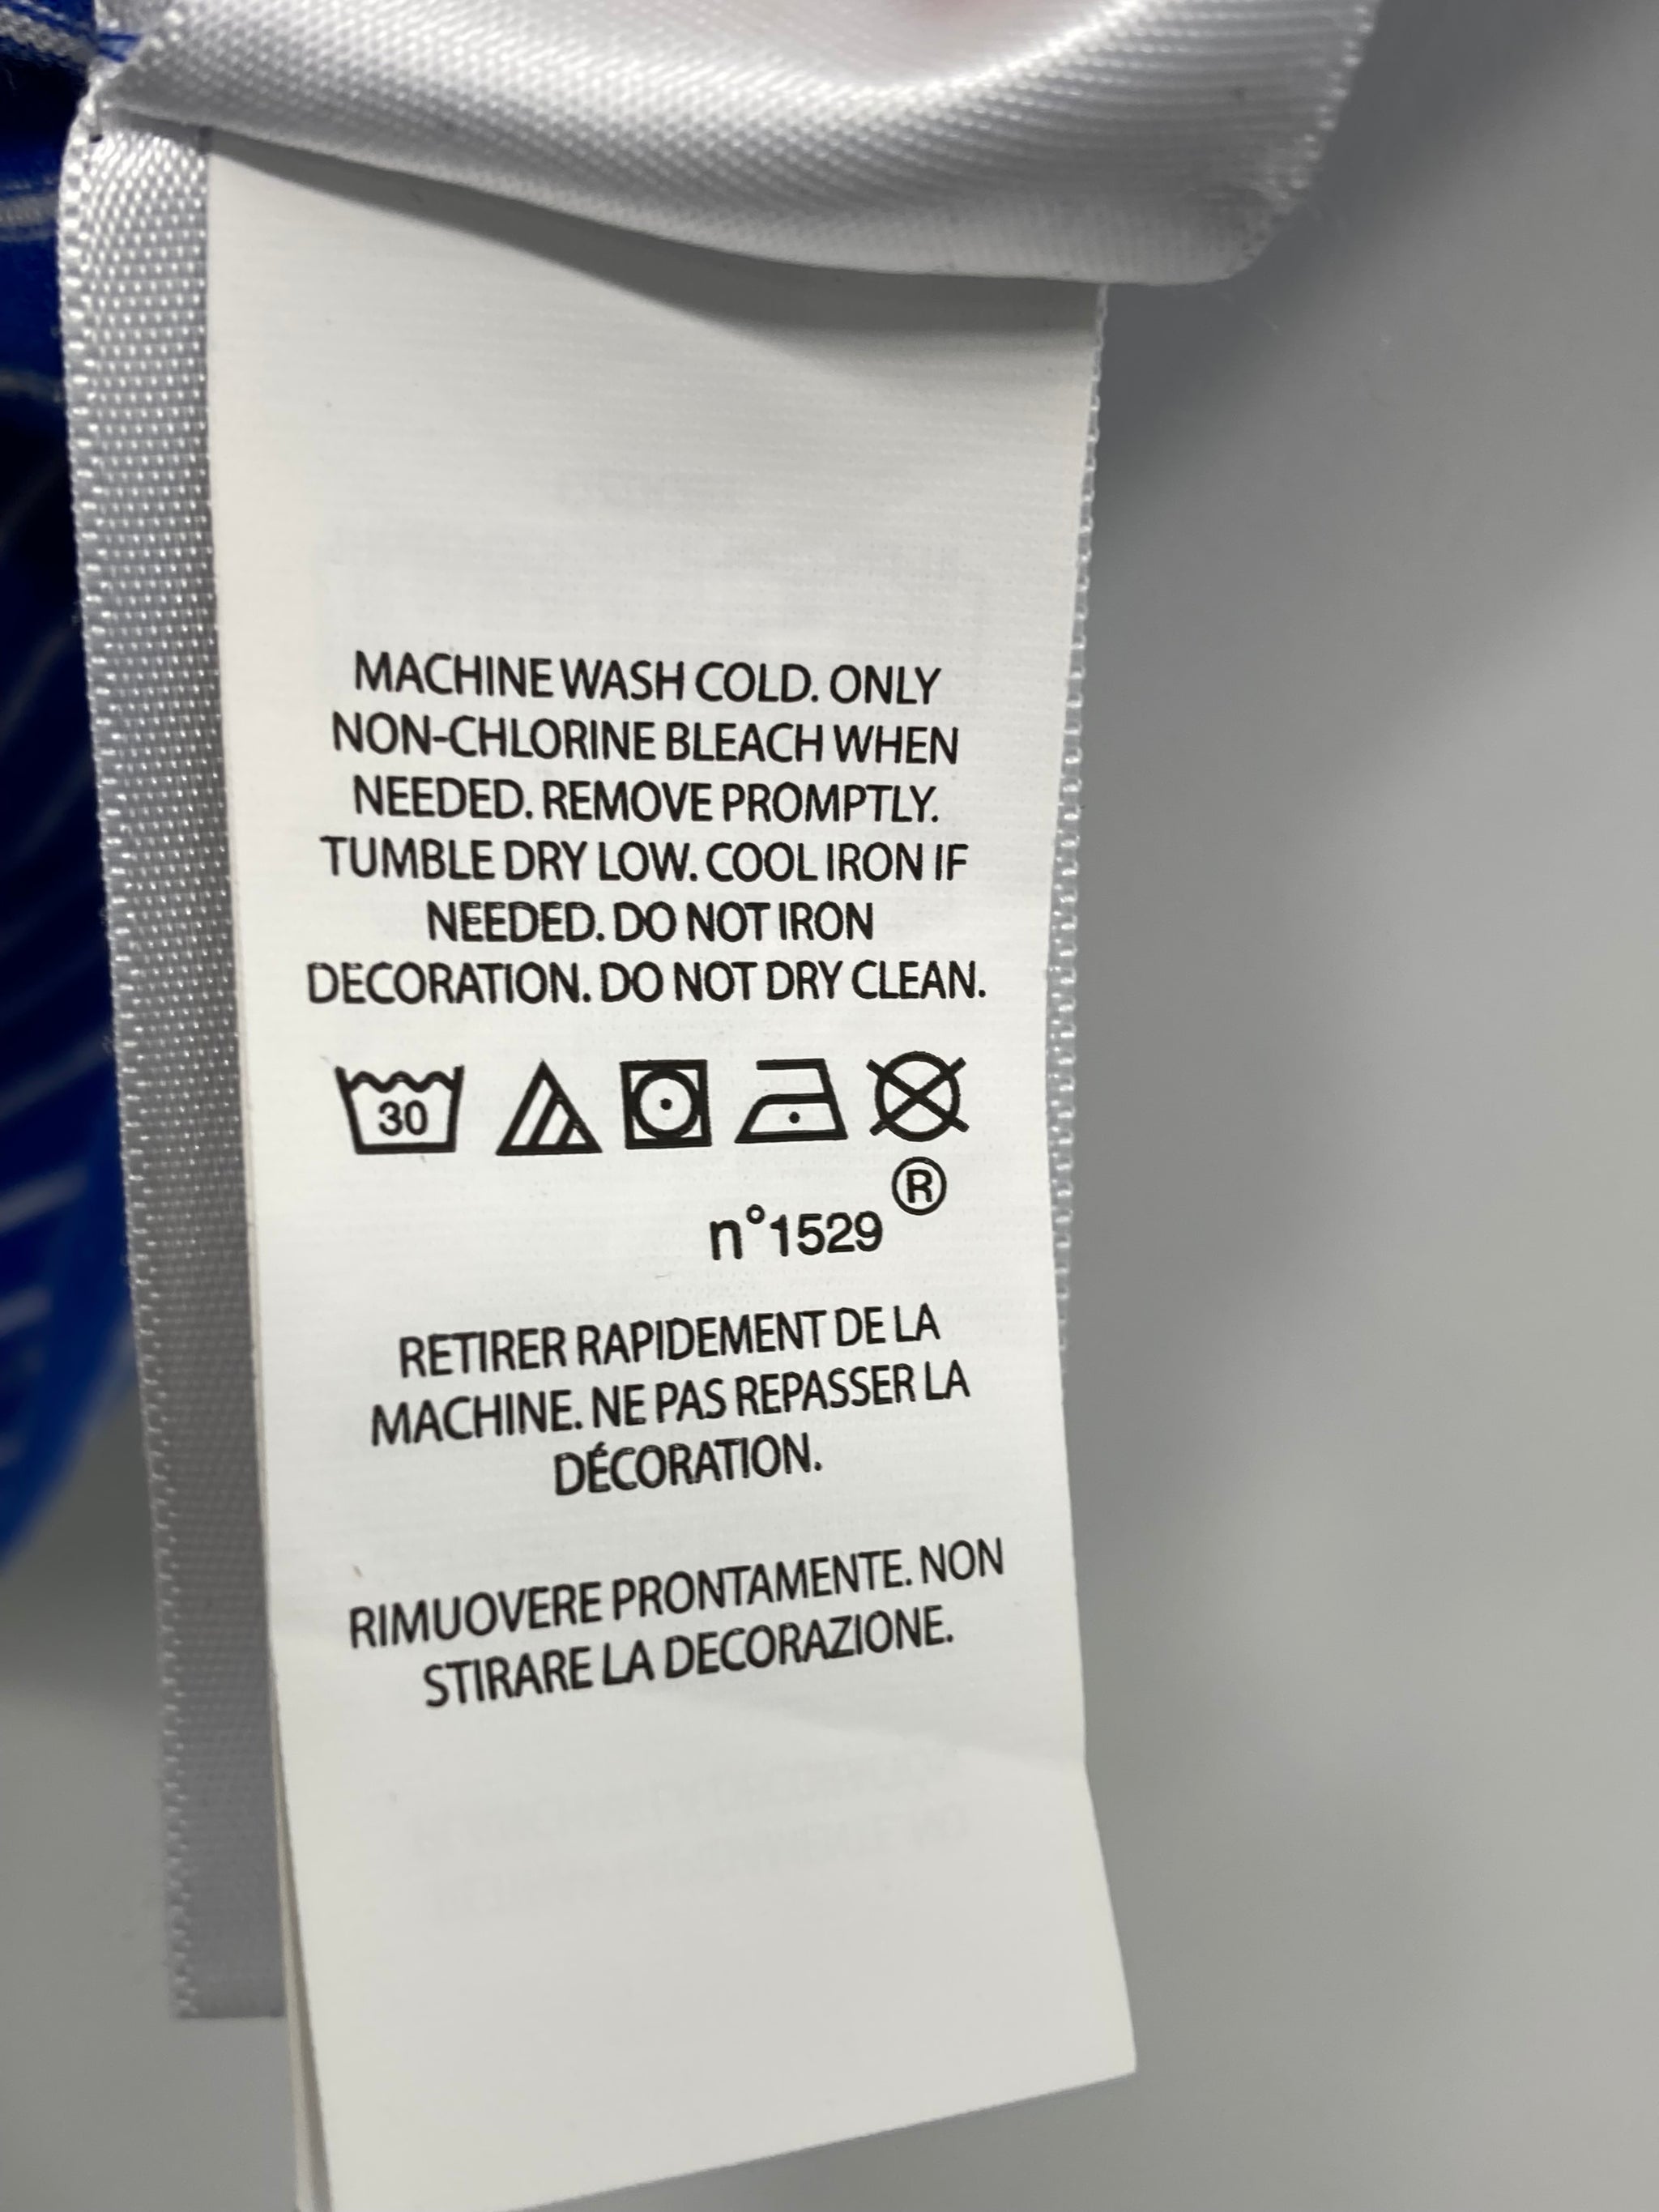 MACHINE WASH COLD. ONLY
NON-CHLORINE BLEACH WHEN
NEEDED. REMOVE PROMPTLY.
TUMBLE DRY LOW. COOL IRON IF
NEEDED. DO NOT IRON
DECORATION. DO NOT DRY CLEAN.
30
®
n°1529
RETIRER RAPIDEMENT DE LA
MACHINE. NE PAS REPASSER LA
DÉCORATION.
RIMUOVERE PRONTAMENTE. NON
STIRARE LA DECORAZIONE.